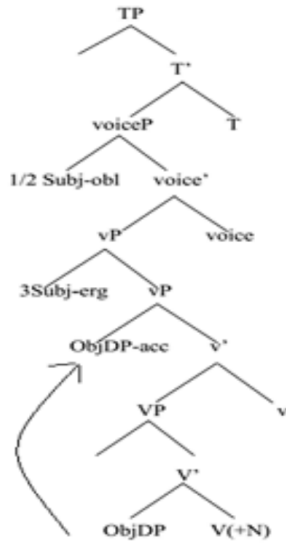 TP
T'
voiceP T
1/2 Subj-obl voice'
vP voice
3Subj-erg vP
ObjDP-acc v'
VP v
V'
ObjDP V(+N)